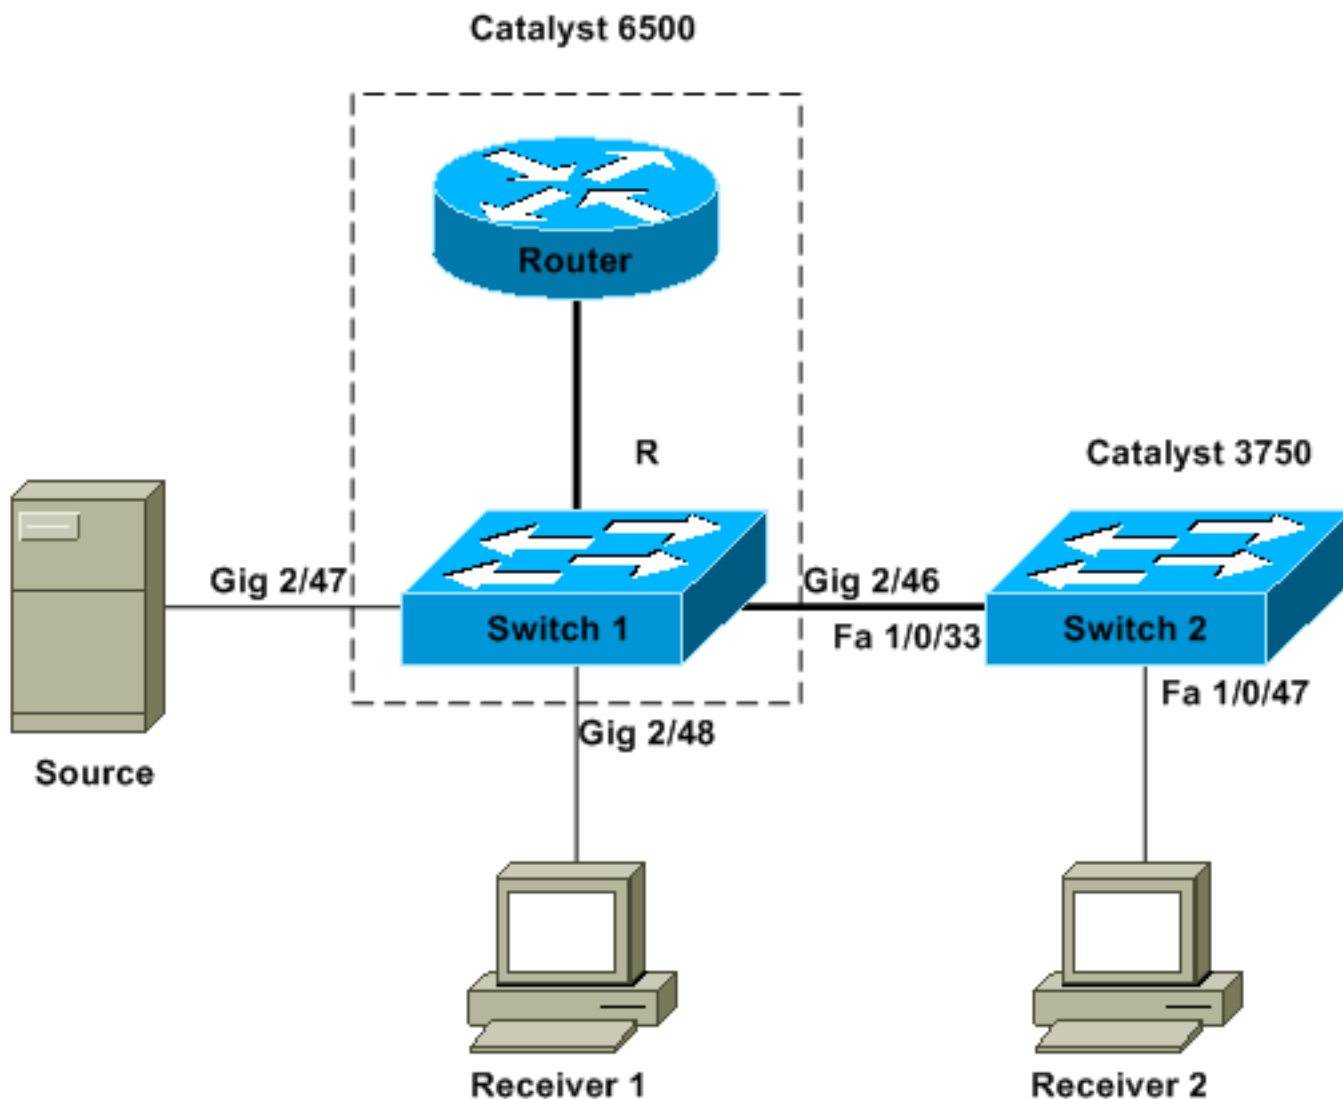 Catalyst 6500
Router
R
Catalyst 3750
Gig 2/47
Gig 2/46
Switch 1
Fa 1/0/33
Switch 2
Fa 1/0/47
Gig 2/48
Source
Receiver 1
Receiver 2